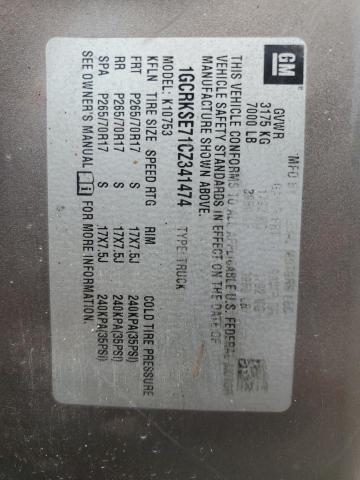 GM
MFD BY
GVWR
3175 KG
7000 LB
THIS VEHICLE CONFORMS TO ALL APPLICABLE U.S. FEDERAL MOTOR
VEHICLE SAFETY STANDARDS IN EFFECT ON THE DATE OF
MANUFACTURE SHOWN ABOVE.
1GCRKSE71CZ341474 TYPE: TRUCK
MODEL: K10753
KFLN TIRE SIZE SPEED RTG RIM COLD TIRE PRESSURE
FRT P265/70R17 S 17X7.5J 240KPA(35PSI)
RR P265/70R17 S 17X7.5J 240KPA(35PSI)
SPA P265/70R17 S 17X7.5J 240KPA(35PSI)
SEE OWNER'S MANUAL FOR MORE INFORMATION